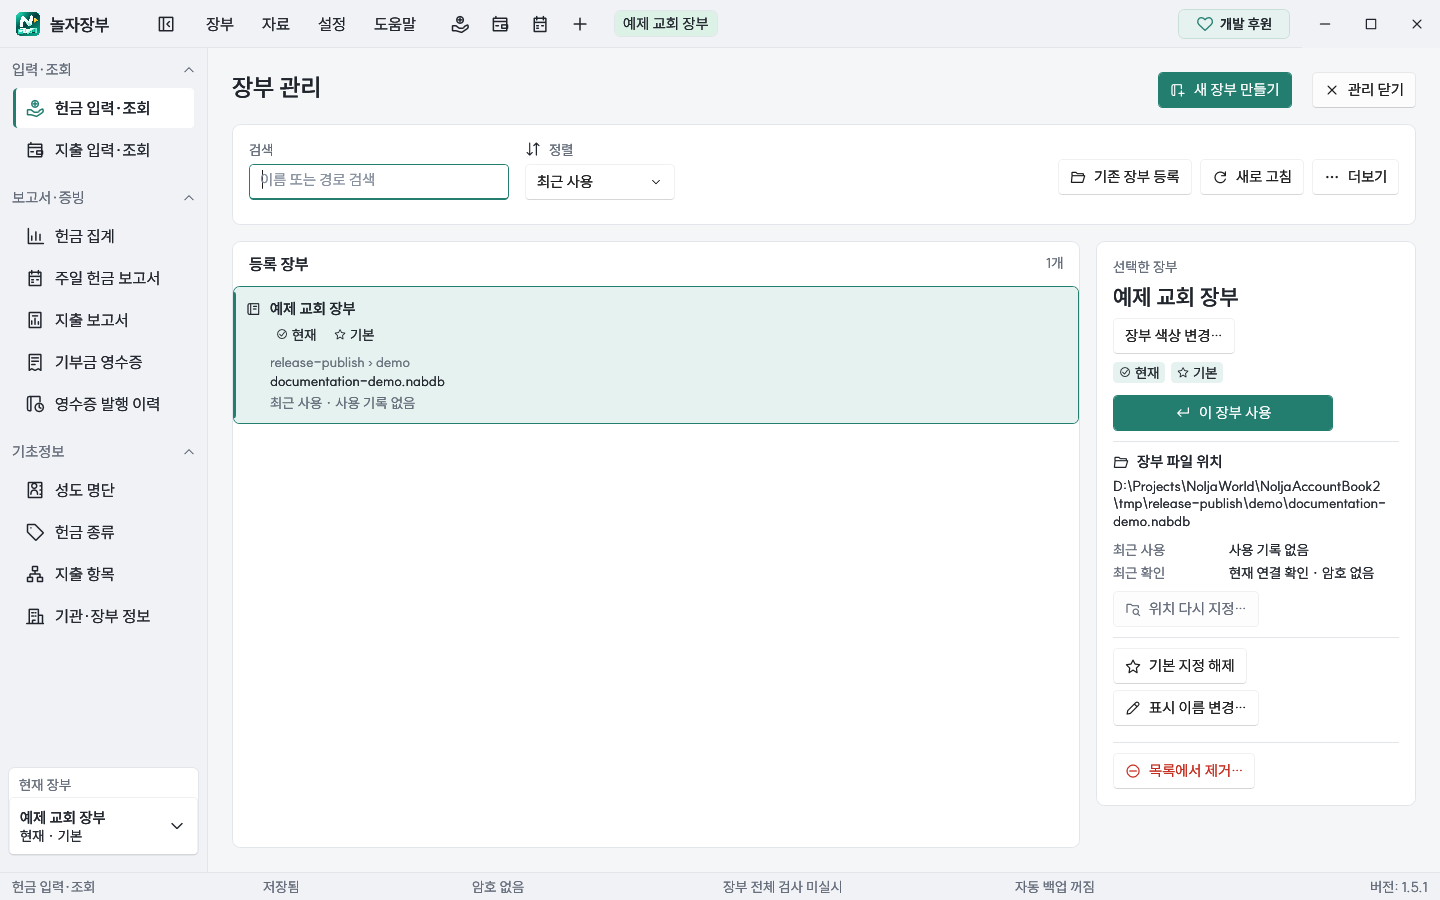 놀자장부
장부
자료
설정
도움말
예제 교회 장부
개발 후원
입력·조회
헌금 입력·조회
지출 입력·조회
보고서·증빙
헌금 집계
주일 헌금 보고서
지출 보고서
기부금 영수증
영수증 발행 이력
기초정보
성도 명단
헌금 종류
지출 항목
기관·장부 정보
현재 장부
예제 교회 장부
현재 · 기본
장부 관리
새 장부 만들기
관리 닫기
검색
이름 또는 경로 검색
정렬
최근 사용
기존 장부 등록
새로 고침
더보기
등록 장부
1개
예제 교회 장부
현재
기본
release-publish › demo
documentation-demo.nabdb
최근 사용 · 사용 기록 없음
선택한 장부
예제 교회 장부
장부 색상 변경…
현재
기본
이 장부 사용
장부 파일 위치
D:\Projects\NoljaWorld\NoljaAccountBook2
\tmp\release-publish\demo\documentation-
demo.nabdb
최근 사용
사용 기록 없음
최근 확인
현재 연결 확인 · 암호 없음
위치 다시 지정…
기본 지정 해제
표시 이름 변경…
목록에서 제거…
헌금 입력·조회
저장됨
암호 없음
장부 전체 검사 미실시
자동 백업 꺼짐
버전: 1.5.1